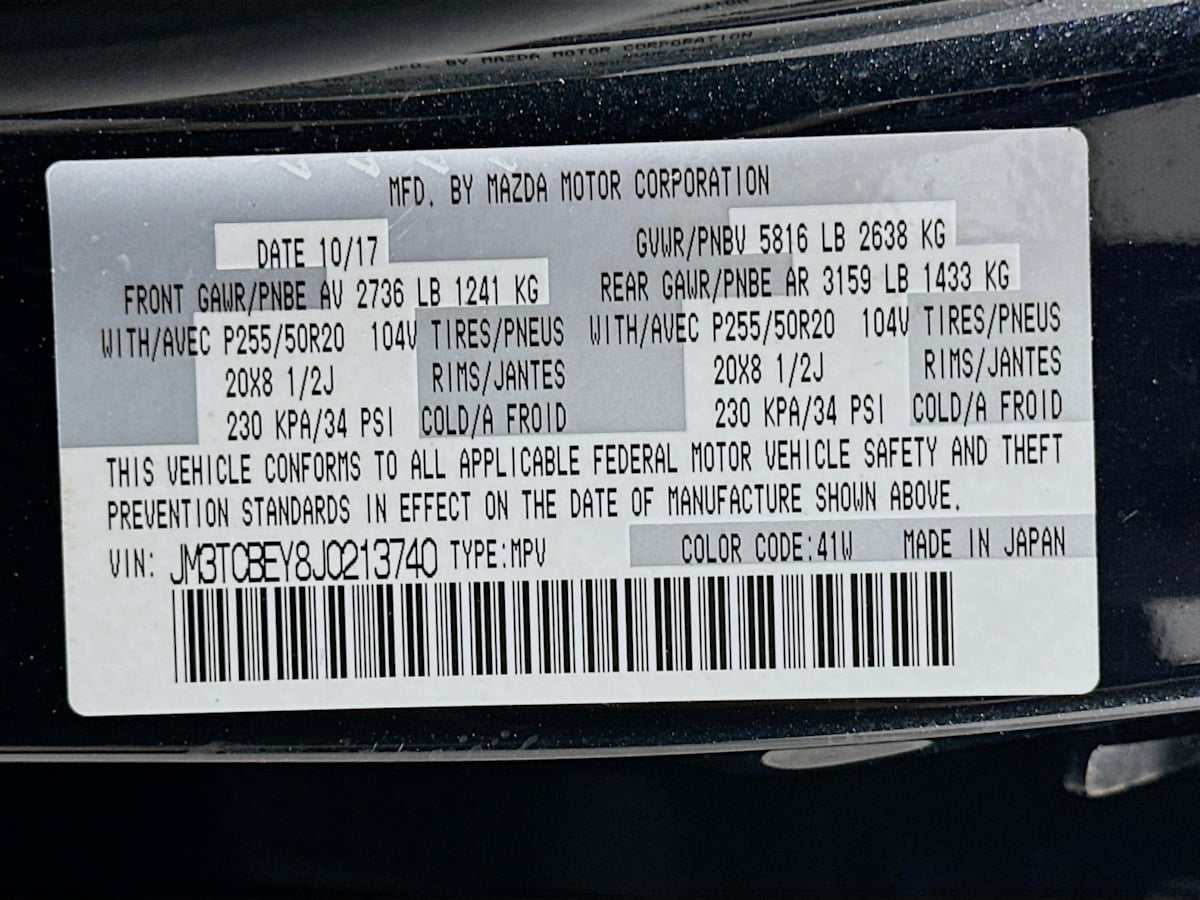 MFD. BY MAZDA MOTOR CORPORATION
MFD. BY MAZDA MOTOR CORPORATION
DATE 10/17 GVWR/PNBV 5816 LB 2638 KG
FRONT GAWR/PNBE AV 2736 LB 1241 KG REAR GAWR/PNBE AR 3159 LB 1433 KG
WITH/AVEC P255/50R20 104V TIRES/PNEUS WITH/AVEC P255/50R20 104V TIRES/PNEUS
20X8 1/2J RIMS/JANTES 20X8 1/2J RIMS/JANTES
230 KPA/34 PSI COLD/A FROID 230 KPA/34 PSI COLD/A FROID
THIS VEHICLE CONFORMS TO ALL APPLICABLE FEDERAL MOTOR VEHICLE SAFETY AND THEFT
PREVENTION STANDARDS IN EFFECT ON THE DATE OF MANUFACTURE SHOWN ABOVE.
VIN: JM3TCBEY8J0213740 TYPE:MPV COLOR CODE:41W MADE IN JAPAN